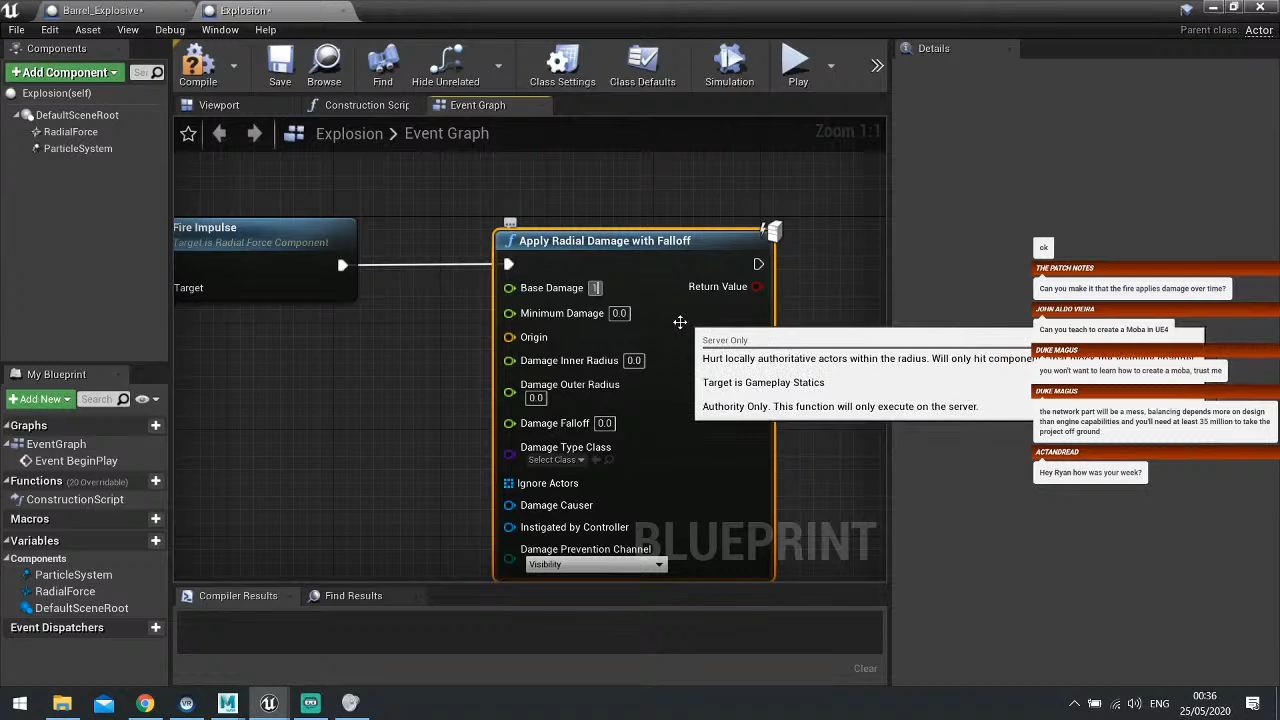 Barrel_Explosive*
Explosion*
File Edit Asset View Debug Window Help
Parent class: Actor
Components
Details
+ Add Component
Ser
Compile
Save
Browse
Find
Hide Unrelated
Class Settings
Class Defaults
Simulation
Play
Explosion(self)
Viewport
Construction Scrip
Event Graph
DefaultSceneRoot
RadialForce
ParticleSystem
Explosion > Event Graph
Zoom 1:1
Fire Impulse
Target is Radial Force Component
Target
Apply Radial Damage with Falloff
Base Damage 1
Return Value
Minimum Damage 0.0
Origin
Damage Inner Radius 0.0
Damage Outer Radius
0.0
Damage Falloff 0.0
Damage Type Class
Select Class
Ignore Actors
Damage Causer
Instigated by Controller
Damage Prevention Channel
Visibility
BLUEPRINT
Server Only
Hurt locally authoritative actors within the radius. Will only hit compone
Target is Gameplay Statics
Authority Only. This function will only execute on the server.
ok
THE PATCH NOTES
Can you make it that the fire applies damage over time?
JOHN ALDO VIEIRA
Can you teach to create a Moba in UE4
DUKE MAGUS
you won't want to learn how to create a moba, trust me
DUKE MAGUS
the network part will be a mess, balancing depends more on design
than engine capabilities and you'll need at least 35 million to take the
project off ground
ACTANDREAD
Hey Ryan how was your week?
My Blueprint
+ Add New
Search
Graphs
EventGraph
Event BeginPlay
Functions (20 Overridable)
ConstructionScript
Macros
Variables
Components
ParticleSystem
RadialForce
DefaultSceneRoot
Event Dispatchers
Compiler Results
Find Results
Clear
ENG
00:36
25/05/2020